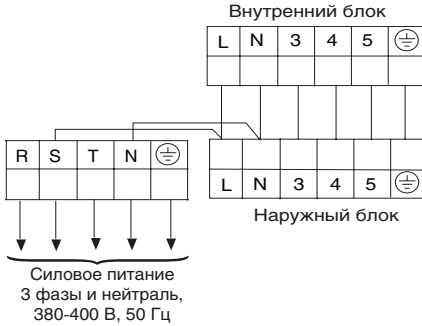 Внутренний блок
L N 3 4 5
R S T N
L N 3 4 5
Наружный блок
Силовое питание
3 фазы и нейтраль,
380-400 В, 50 Гц